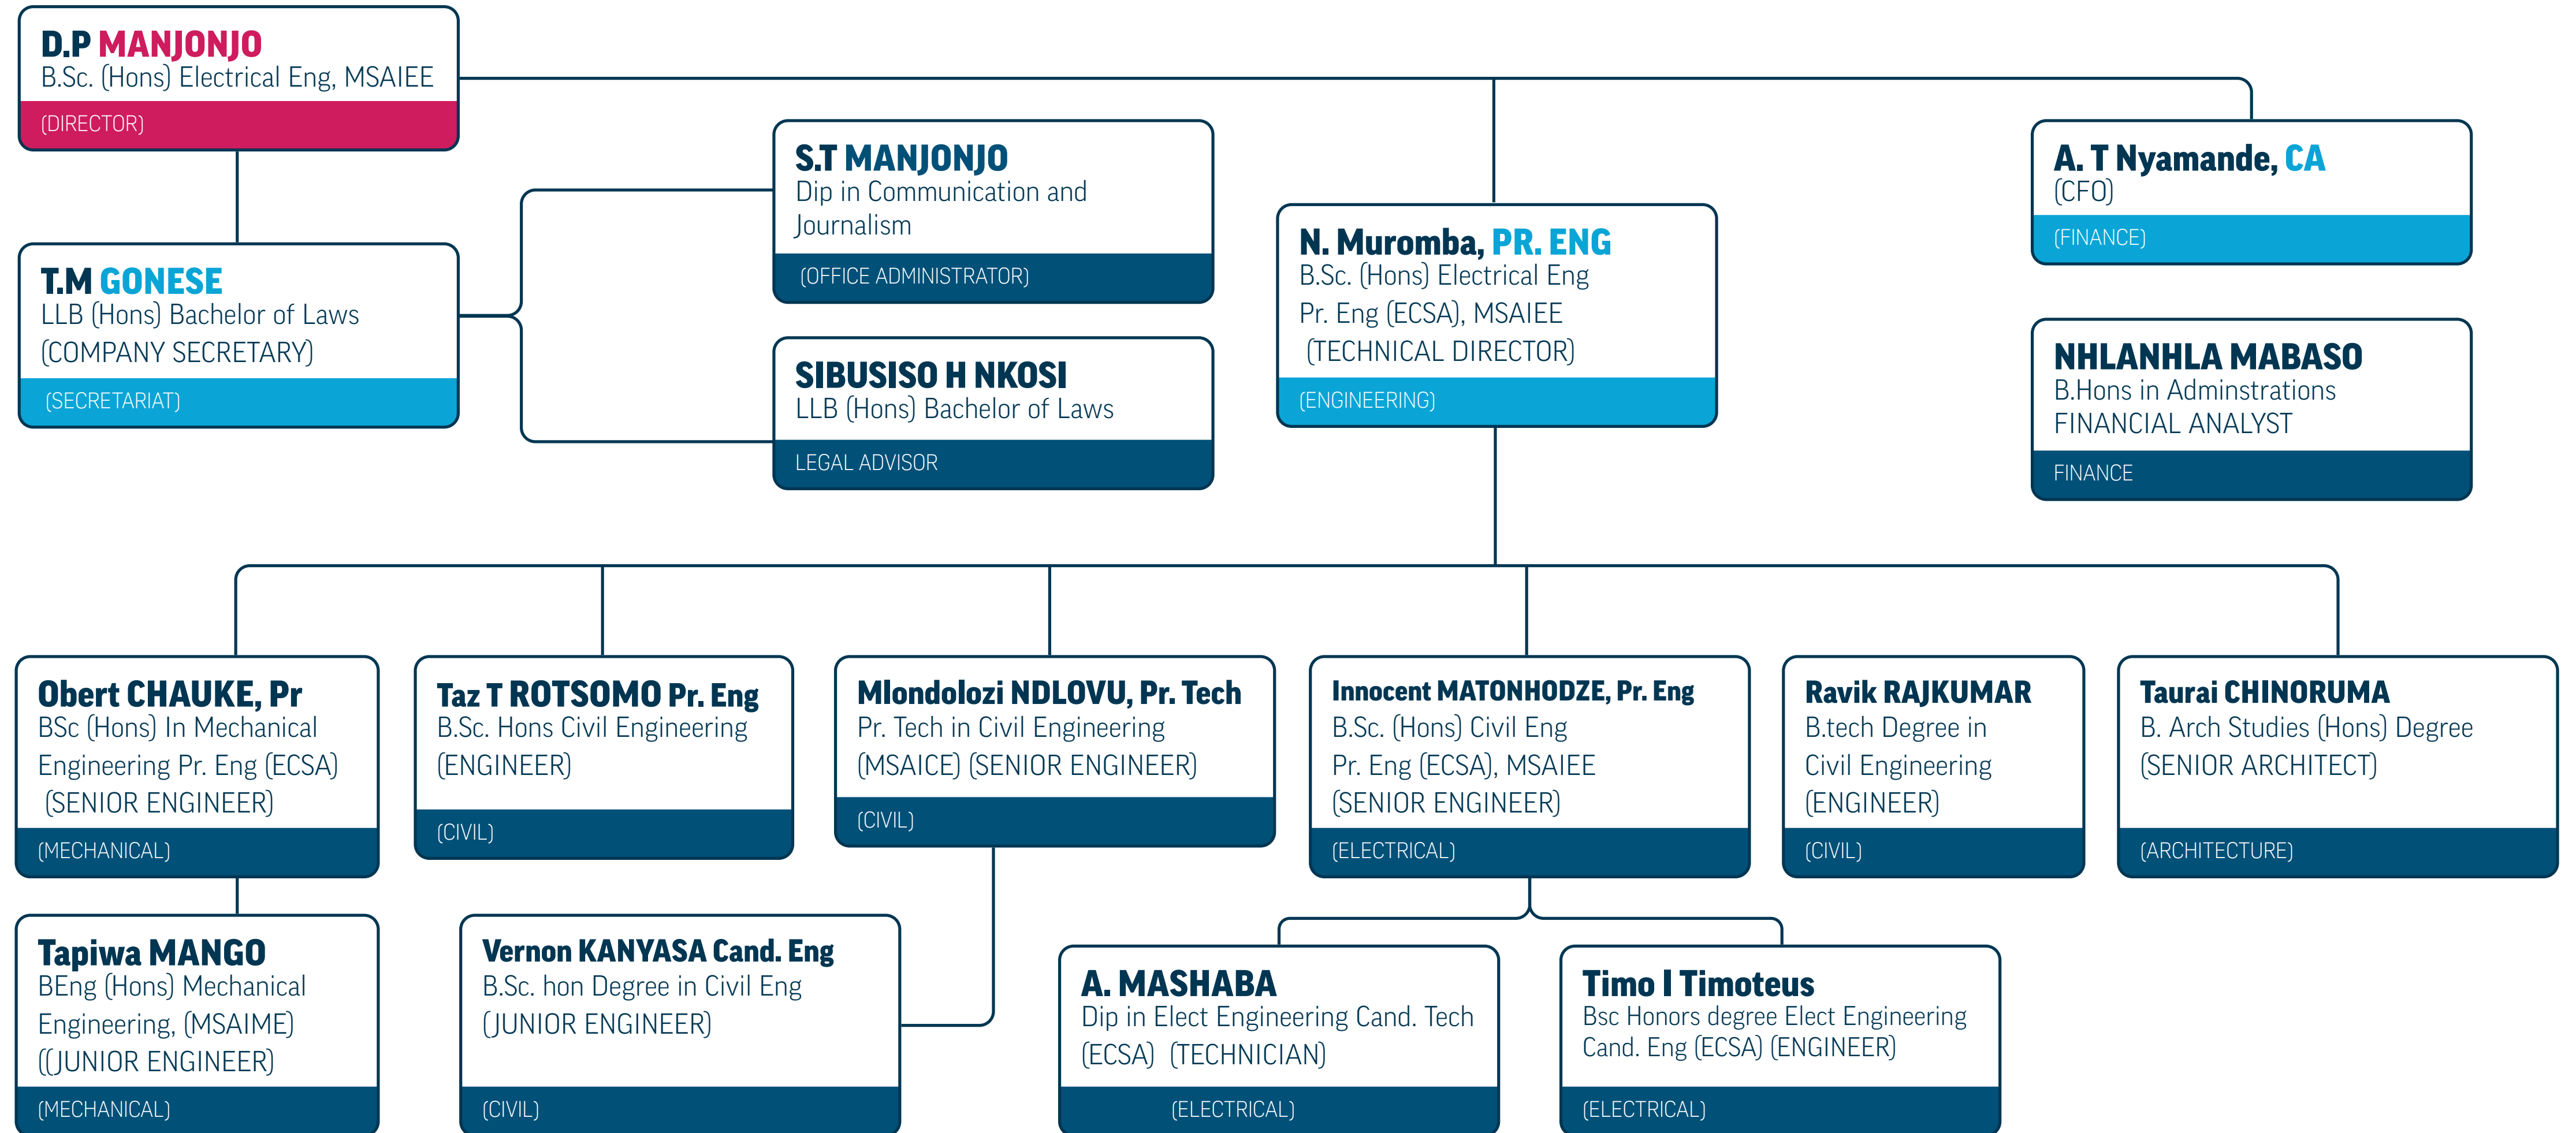 D.P MANJONJO
B.Sc. (Hons) Electrical Eng, MSAIEE
(DIRECTOR)
T.M GONESE
LLB (Hons) Bachelor of Laws
(COMPANY SECRETARY)
(SECRETARIAT)
S.T MANJONJO
Dip in Communication and
Journalism
(OFFICE ADMINISTRATOR)
SIBUSISO H NKOSI
LLB (Hons) Bachelor of Laws
LEGAL ADVISOR
N. Muromba, PR. ENG
B.Sc. (Hons) Electrical Eng
Pr. Eng (ECSA), MSAIEE
(TECHNICAL DIRECTOR)
(ENGINEERING)
A. T Nyamande, CA
(CFO)
(FINANCE)
NHLANHLA MABASO
B.Hons in Adminstrations
FINANCIAL ANALYST
FINANCE
Obert CHAUKE, Pr
BSc (Hons) In Mechanical
Engineering Pr. Eng (ECSA)
(SENIOR ENGINEER)
(MECHANICAL)
Taz T ROTSOMO Pr. Eng
B.Sc. Hons Civil Engineering
(ENGINEER)
(CIVIL)
Mlondolozi NDLOVU, Pr. Tech
Pr. Tech in Civil Engineering
(MSAICE) (SENIOR ENGINEER)
(CIVIL)
Innocent MATONHODZE, Pr. Eng
B.Sc. (Hons) Civil Eng
Pr. Eng (ECSA), MSAIEE
(SENIOR ENGINEER)
(ELECTRICAL)
Ravik RAJKUMAR
B.tech Degree in
Civil Engineering
(ENGINEER)
(CIVIL)
Taurai CHINORUMA
B. Arch Studies (Hons) Degree
(SENIOR ARCHITECT)
(ARCHITECTURE)
Tapiwa MANGO
BEng (Hons) Mechanical
Engineering, (MSAIME)
((JUNIOR ENGINEER)
(MECHANICAL)
Vernon KANYASA Cand. Eng
B.Sc. hon Degree in Civil Eng
(JUNIOR ENGINEER)
(CIVIL)
A. MASHABA
Dip in Elect Engineering Cand. Tech
(ECSA) (TECHNICIAN)
(ELECTRICAL)
Timo I Timoteus
Bsc Honors degree Elect Engineering
Cand. Eng (ECSA) (ENGINEER)
(ELECTRICAL)